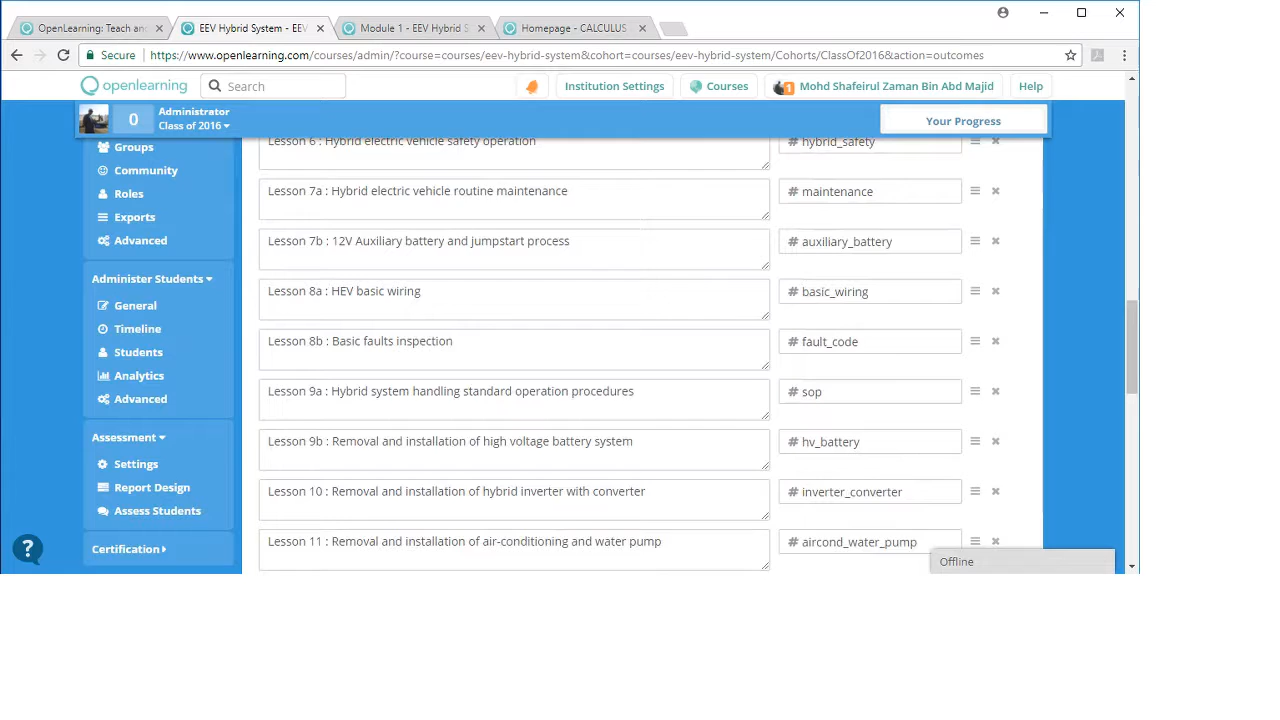 OpenLearning: Teach an
EEV Hybrid System - EEV
Module 1 - EEV Hybrid S
Homepage - CALCULUS
Secure
https://www.openlearning.com/courses/admin/?course=courses/eev-hybrid-system&cohort=courses/eev-hybrid-system/Cohorts/ClassOf2016&action=outcomes
openlearning
Search
Institution Settings
Courses
1
Mohd Shafeirul Zaman Bin Abd Majid
Help
0
Administrator
Class of 2016
Your Progress
Groups
Community
Roles
Exports
Advanced
Administer Students
General
Timeline
Students
Analytics
Advanced
Assessment
Settings
Report Design
Assess Students
Certification
?
Lesson 6 : Hybrid electric vehicle safety operation
# hybrid_safety
Lesson 7a : Hybrid electric vehicle routine maintenance
# maintenance
Lesson 7b : 12V Auxiliary battery and jumpstart process
# auxiliary_battery
Lesson 8a : HEV basic wiring
# basic_wiring
Lesson 8b : Basic faults inspection
# fault_code
Lesson 9a : Hybrid system handling standard operation procedures
# sop
Lesson 9b : Removal and installation of high voltage battery system
# hv_battery
Lesson 10 : Removal and installation of hybrid inverter with converter
# inverter_converter
Lesson 11 : Removal and installation of air-conditioning and water pump
# aircond_water_pump
Offline